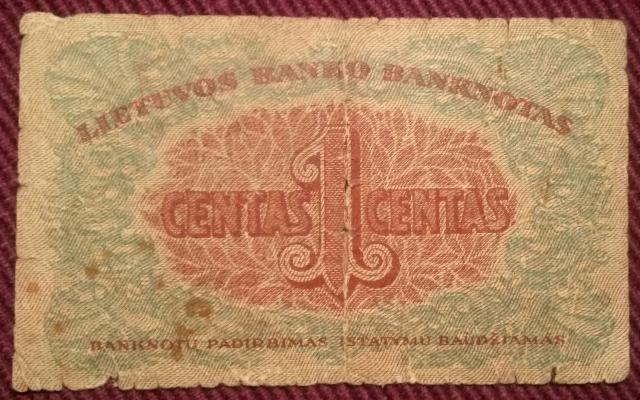 LIETUVOS BANKO BANKNOTAS
CENTAS 1 CENTAS
BANKNOTŲ PADIRBIMAS ĮSTATYMŲ BAUDŽIAMAS